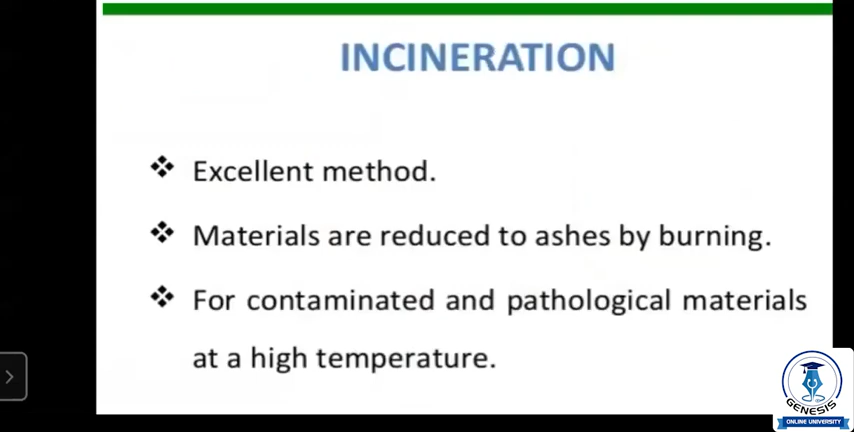 INCINERATION
❖ Excellent method.
❖ Materials are reduced to ashes by burning.
❖ For contaminated and pathological materials
at a high temperature.
GENESIS
ONLINE UNIVERSITY